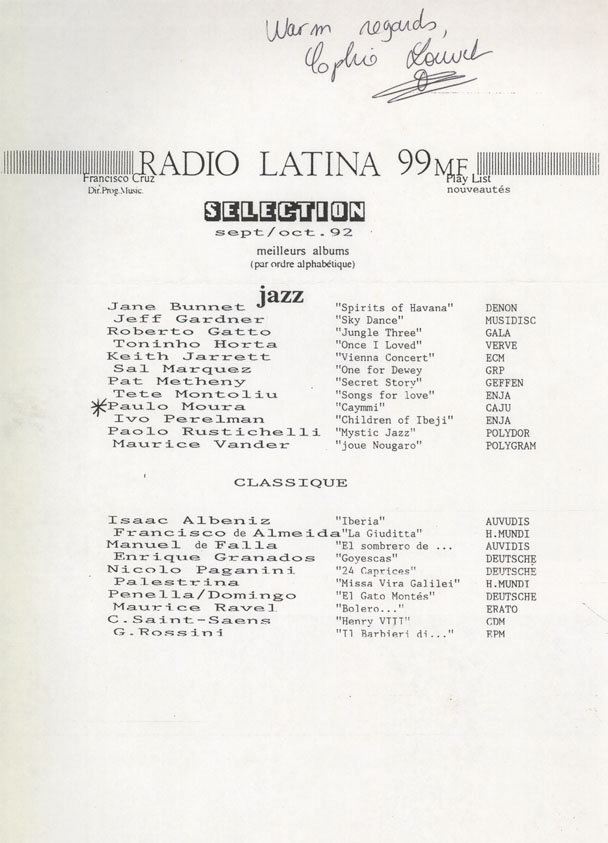 Warm regards,
Sophie Louvet
RADIO LATINA 99MF
Francisco Cruz
Dir.Prog.Music.
Play List
nouveautés
SELECTION
sept/oct.92
meilleurs albums
(par ordre alphabétique)
jazz
Jane Bunnet "Spirits of Havana" DENON
Jeff Gardner "Sky Dance" MUSIDISC
Roberto Gatto "Jungle Three" GALA
Toninho Horta "Once I Loved" VERVE
Keith Jarrett "Vienna Concert" ECM
Sal Marquez "One for Dewey GRP
Pat Metheny "Secret Story" GEFFEN
Tete Montoliu "Songs for love" ENJA
*Paulo Moura "Caymmi" CAJU
Ivo Perelman "Children of Ibeji" ENJA
Paolo Rustichelli "Mystic Jazz" POLYDOR
Maurice Vander "joue Nougaro" POLYGRAM
CLASSIQUE
Isaac Albeniz "Iberia" AUVUDIS
Francisco de Almeida "La Giuditta" H.MUNDI
Manuel de Falla "El sombrero de ... AUVIDIS
Enrique Granados "Goyescas" DEUTSCHE
Nicolo Paganini "24 Caprices" DEUTSCHE
Palestrina "Missa Vira Galilei" H.MUNDI
Penella/Domingo "El Gato Montés" DEUTSCHE
Maurice Ravel "Bolero..." ERATO
C.Saint-Saens "Henry VIII" CDM
G.Rossini "Il Barbieri di..." RPM